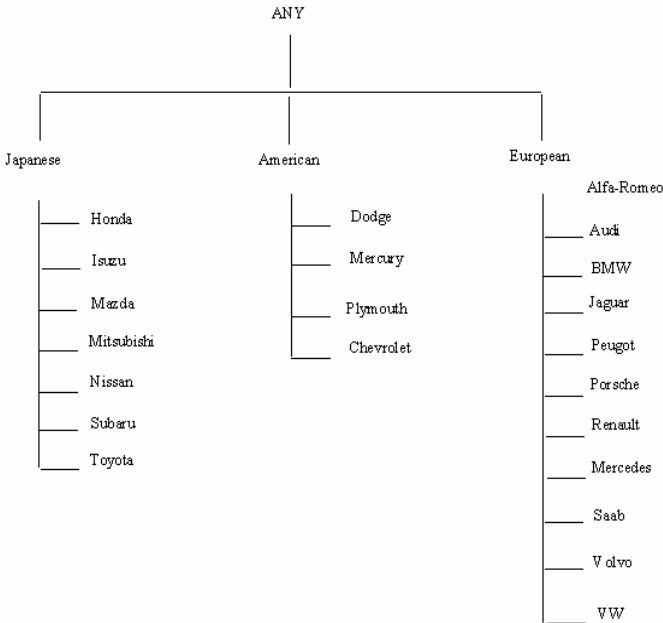 ANY
Japanese
Honda
Isuzu
Mazda
Mitsubishi
Nissan
Subaru
Toyota
American
Dodge
Mercury
Plymouth
Chevrolet
European
Alfa-Romeo
Audi
BMW
Jaguar
Peugot
Porsche
Renault
Mercedes
Saab
Volvo
VW